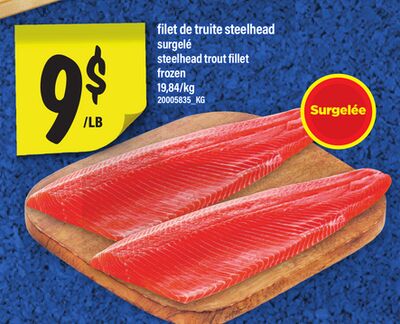 9$
/LB
filet de truite steelhead
surgelé
steelhead trout fillet
frozen
19,84/kg
20005835_KG
Surgelée